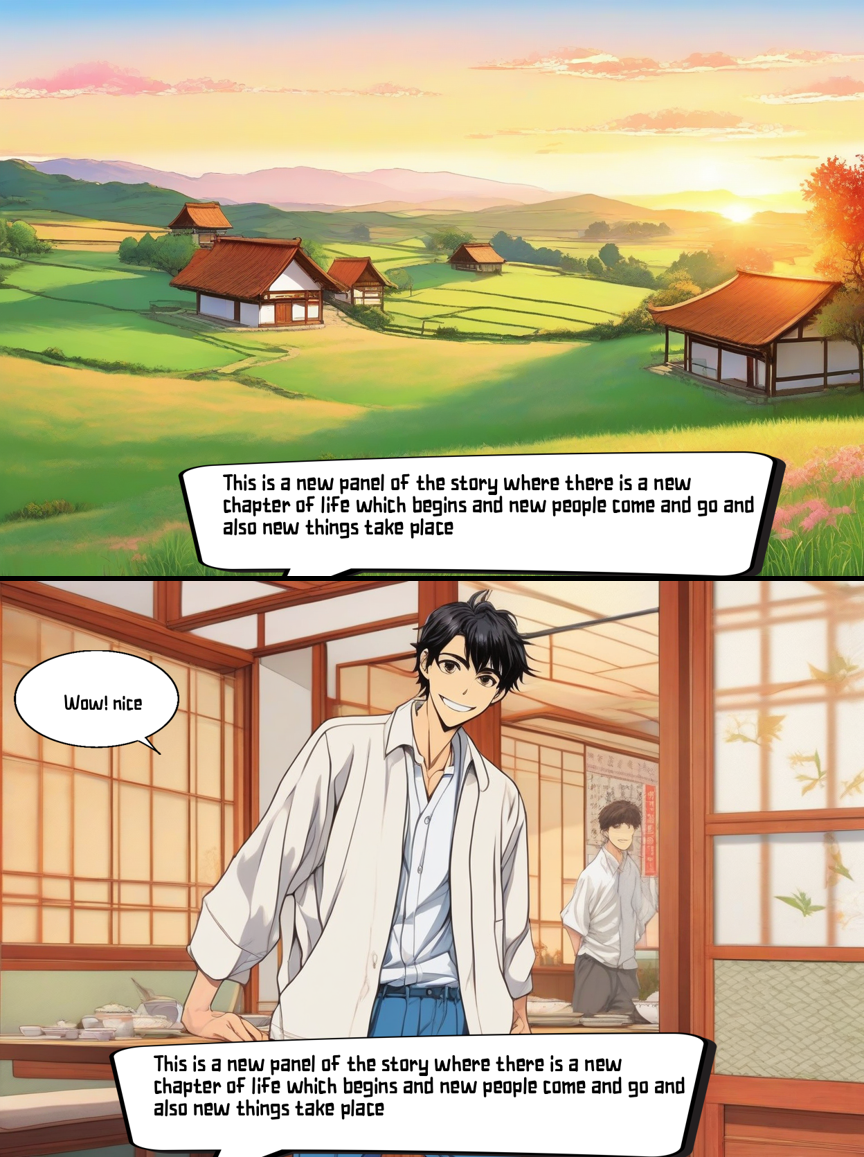 This is a new panel of the story where there is a new
chapter of life which begins and new people come and go and
also new things take place
Wow! nice
This is a new panel of the story where there is a new
chapter of life which begins and new people come and go and
also new things take place